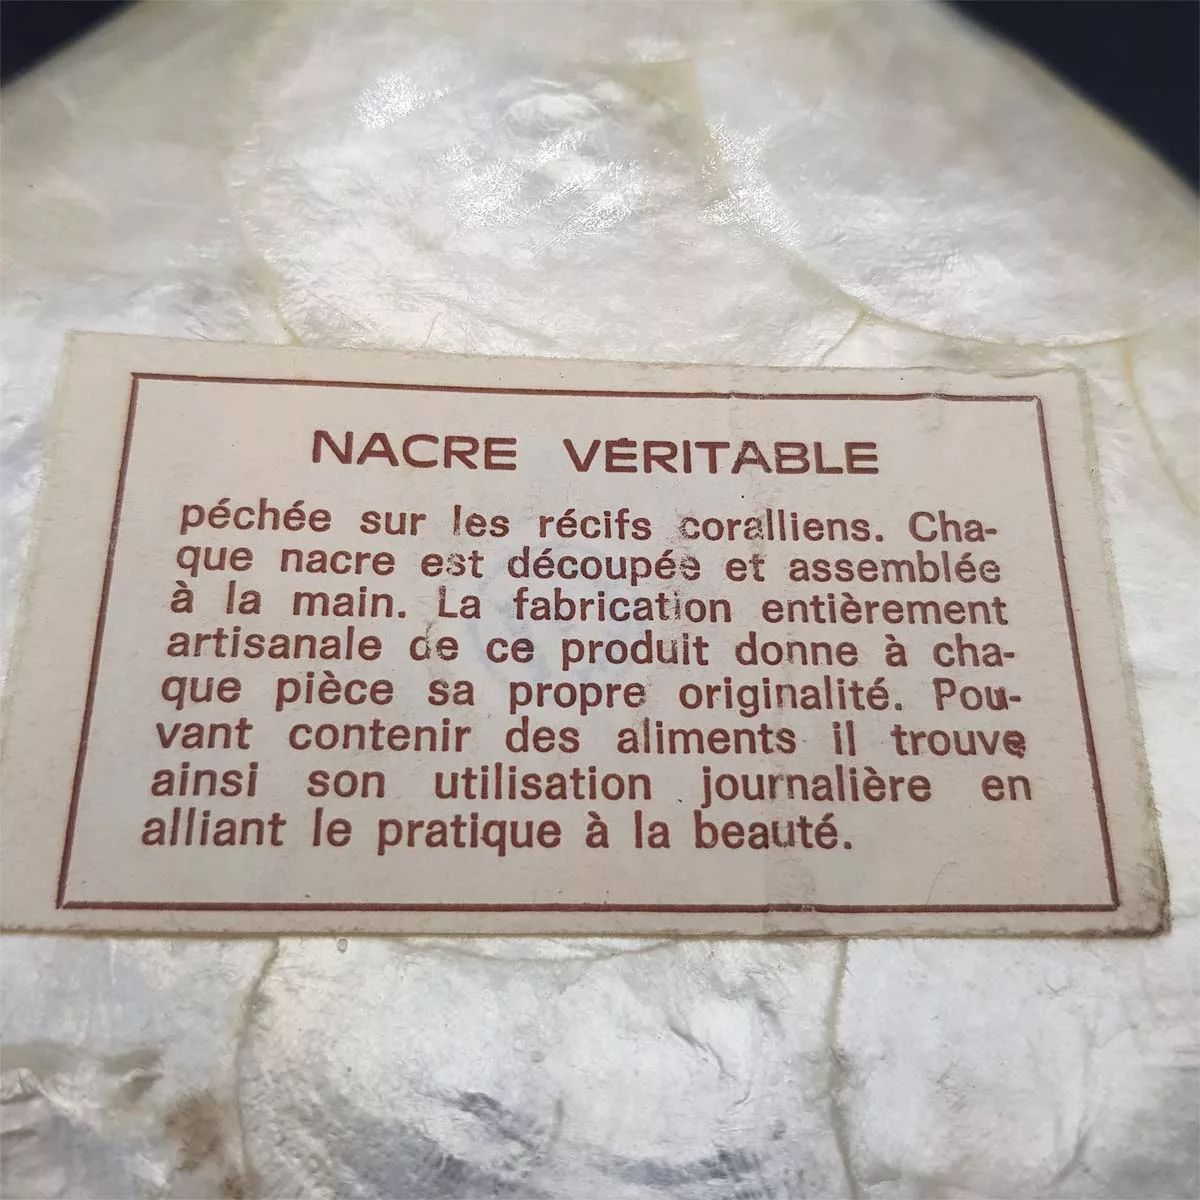 NACRE VÉRITABLE
péchée sur les récifs coralliens. Cha-
que nacre est découpée et assemblée
à la main. La fabrication entièrement
artisanale de ce produit donne à cha-
que pièce sa propre originalité. Pou-
vant contenir des aliments il trouve
ainsi son utilisation journalière en
alliant le pratique à la beauté.